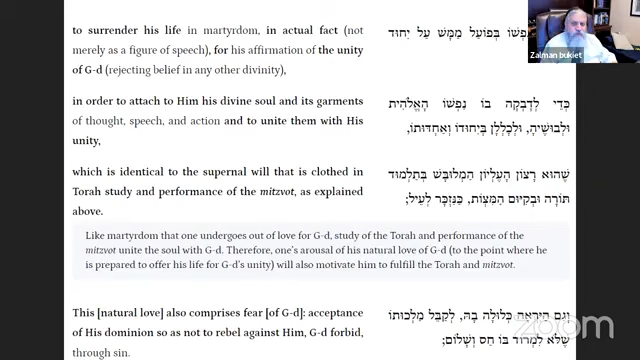 to surrender his life in martyrdom, in actual fact (not
merely as a figure of speech), for his affirmation of the unity
of G-d (rejecting belief in any other divinity),
נַפְשׁוֹ בְּפוֹעַל מַמָּשׁ עַל יִחוּד
Zalman bukiet
in order to attach to Him his divine soul and its garments
of thought, speech, and action and to unite them with His
unity,
כְּדֵי לְדָבְקָה בוֹ נַפְשׁוֹ הָאֱלֹהִית
וּלְבוּשֶׁיהָ, וּלְכָלְלָן בְּיִחוּדוֹ וְאַחְדּוּתוֹ,
which is identical to the supernal will that is clothed in
Torah study and performance of the mitzvot, as explained
above.
שֶׁהוּא רָצוֹן הָעֶלְיוֹן הַמְלוּבָּשׁ בְּתַלְמוּד
תּוֹרָה וּבְקִיּוּם הַמִּצְוֹת, כַּנִּזְכָּר לְעֵיל;
Like martyrdom that one undergoes out of love for G-d, study of the Torah and performance of the
mitzvot unite the soul with G-d. Therefore, one's arousal of his natural love of G-d (to the point where he
is prepared to offer his life for G-d's unity) will also motivate him to fulfill the Torah and mitzvot.
This [natural love] also comprises fear [of G-d]: acceptance
of His dominion so as not to rebel against Him, G-d forbid,
through sin.
וְגַם הַיִּרְאָה כְּלוּלָה בָהּ, לְקַבֵּל מַלְכוּתוֹ
שֶׁלֹּא לִמְרוֹד בּוֹ חַס וְשָׁלוֹם;
zoom